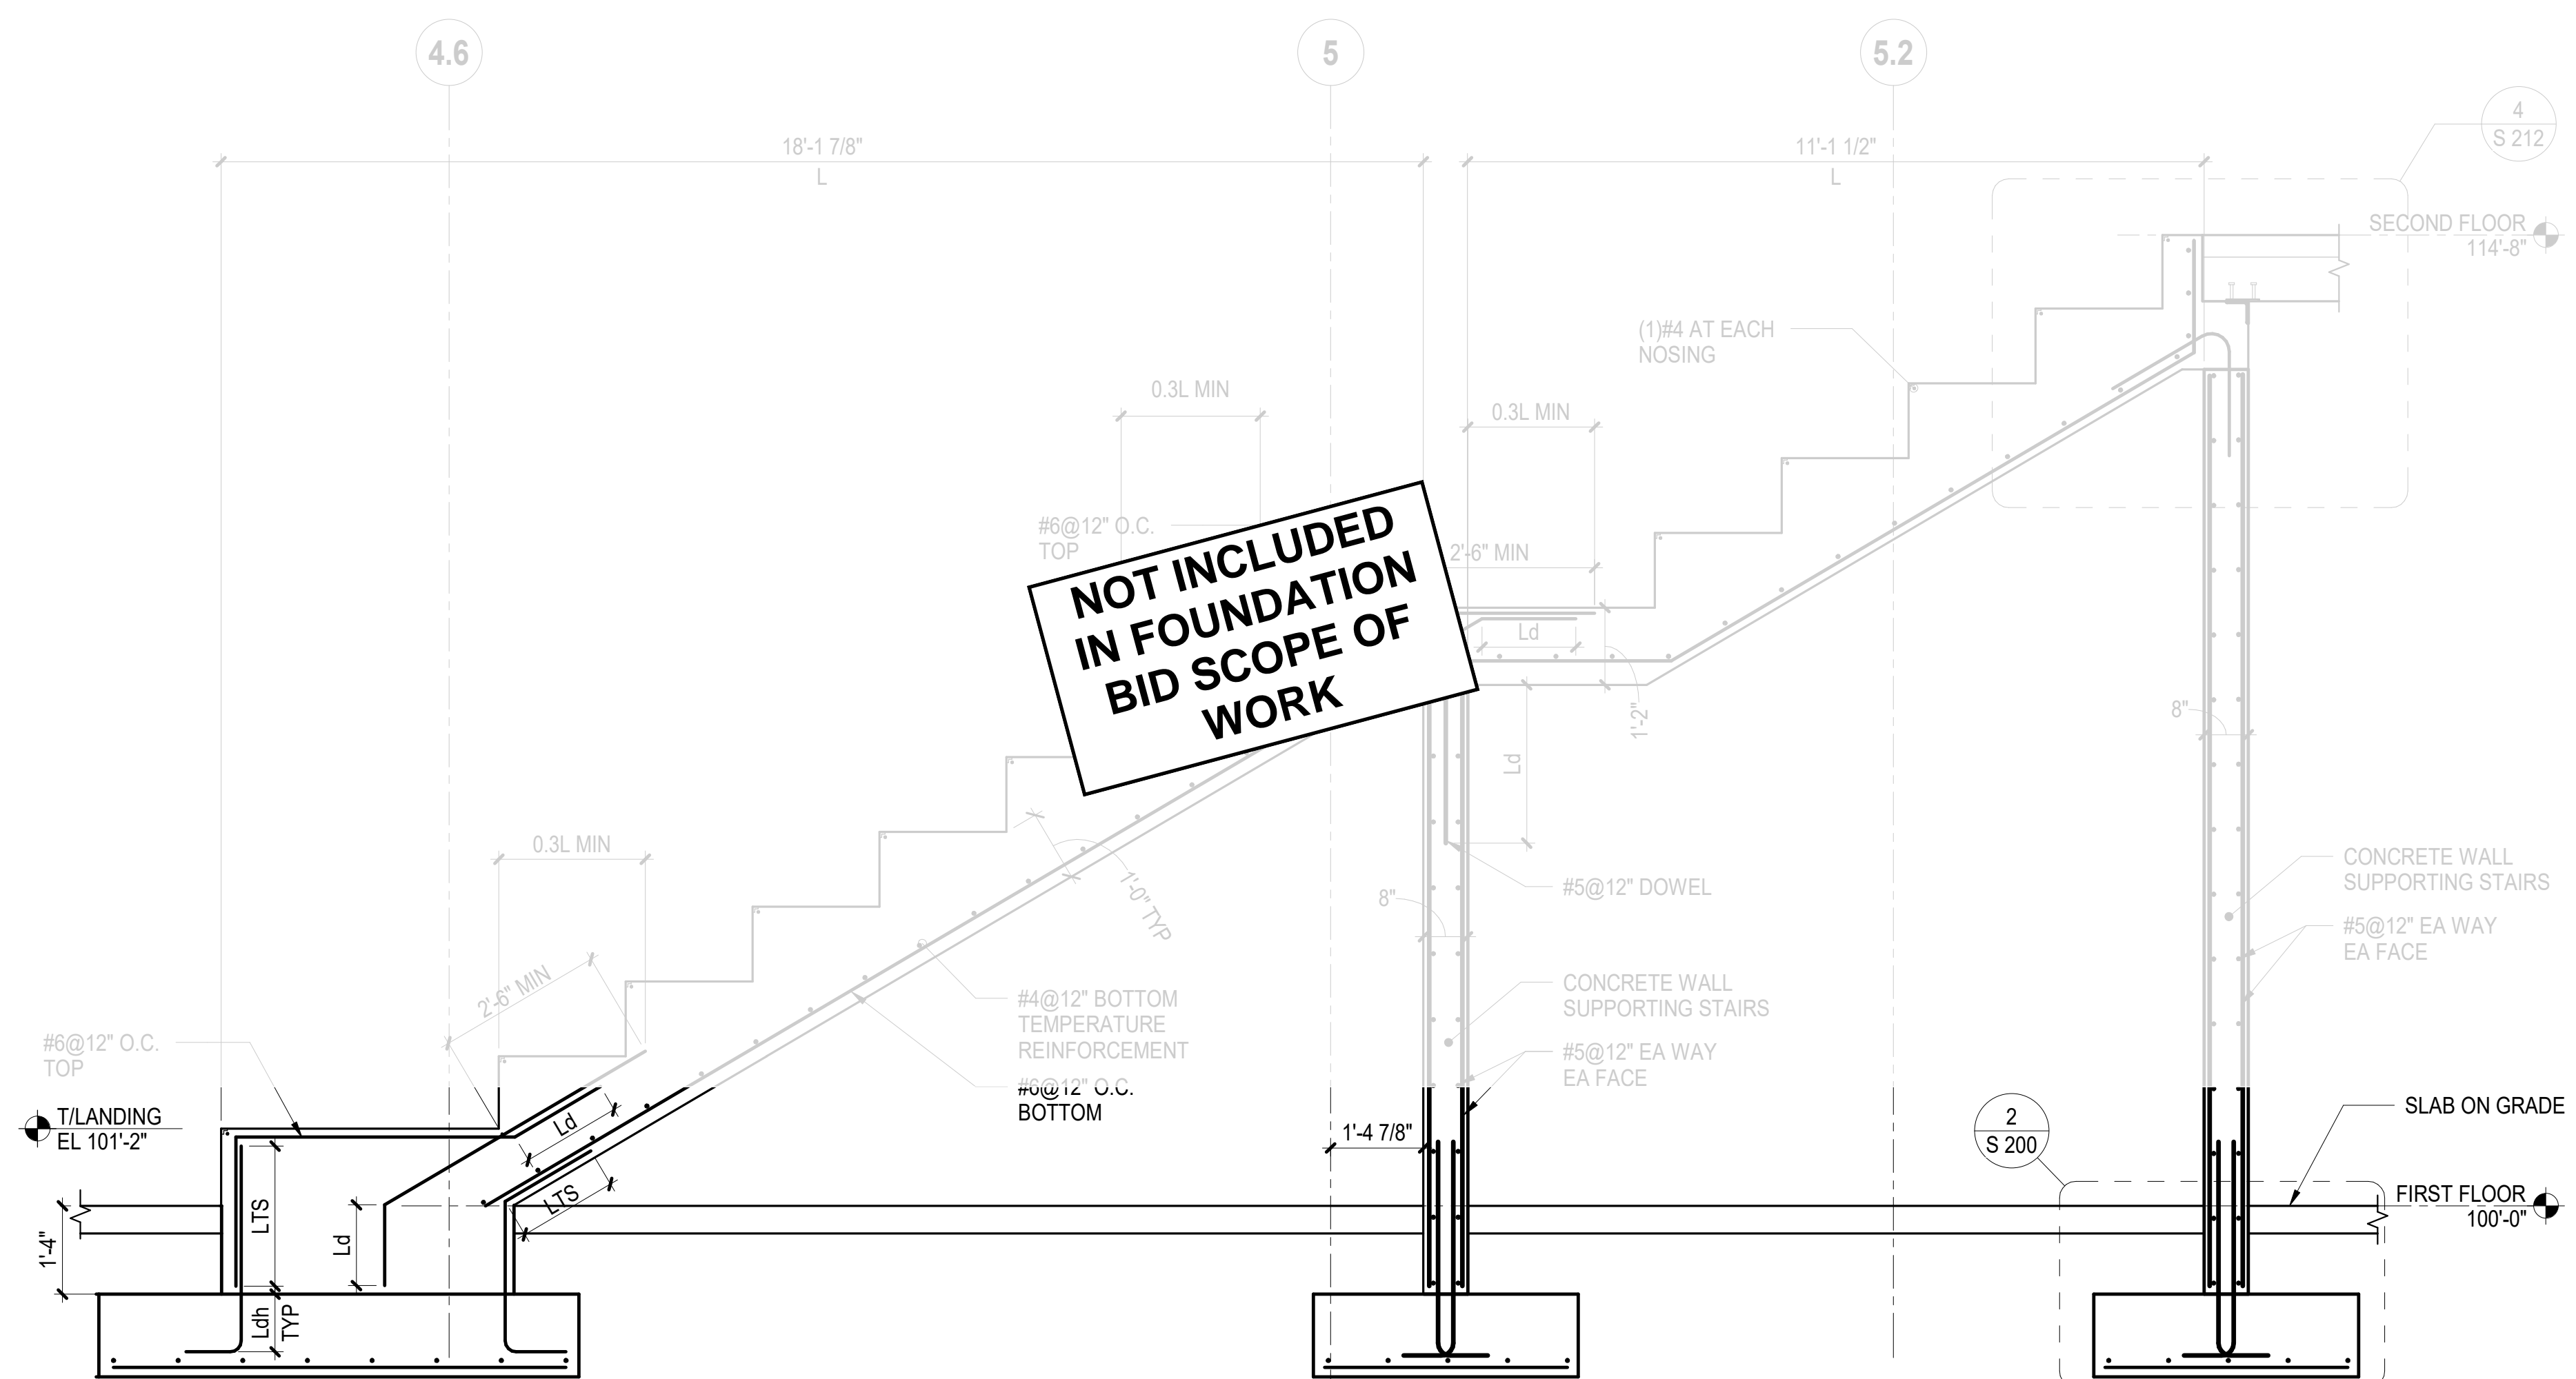 4.6
5
5.2
18'-1 7/8"
L
11'-1 1/2"
L
4
S 212
SECOND FLOOR
114'-8"
(1)#4 AT EACH
NOSING
0.3L MIN
0.3L MIN
#6@12" O.C.
TOP
2'-6" MIN
NOT INCLUDED
IN FOUNDATION
BID SCOPE OF
WORK
Ld
1'-2"
8"
Ld
0.3L MIN
1'-0" TYP
#5@12" DOWEL
8"
CONCRETE WALL
SUPPORTING STAIRS
#5@12" EA WAY
EA FACE
2'-6" MIN
#4@12" BOTTOM
TEMPERATURE
REINFORCEMENT
#6@12" O.C.
BOTTOM
CONCRETE WALL
SUPPORTING STAIRS
#5@12" EA WAY
EA FACE
#6@12" O.C.
TOP
T/LANDING
EL 101'-2"
Ld
1'-4 7/8"
2
S 200
SLAB ON GRADE
LTS
LTS
Ld
1'-4"
FIRST FLOOR
100'-0"
Ldh
TYP